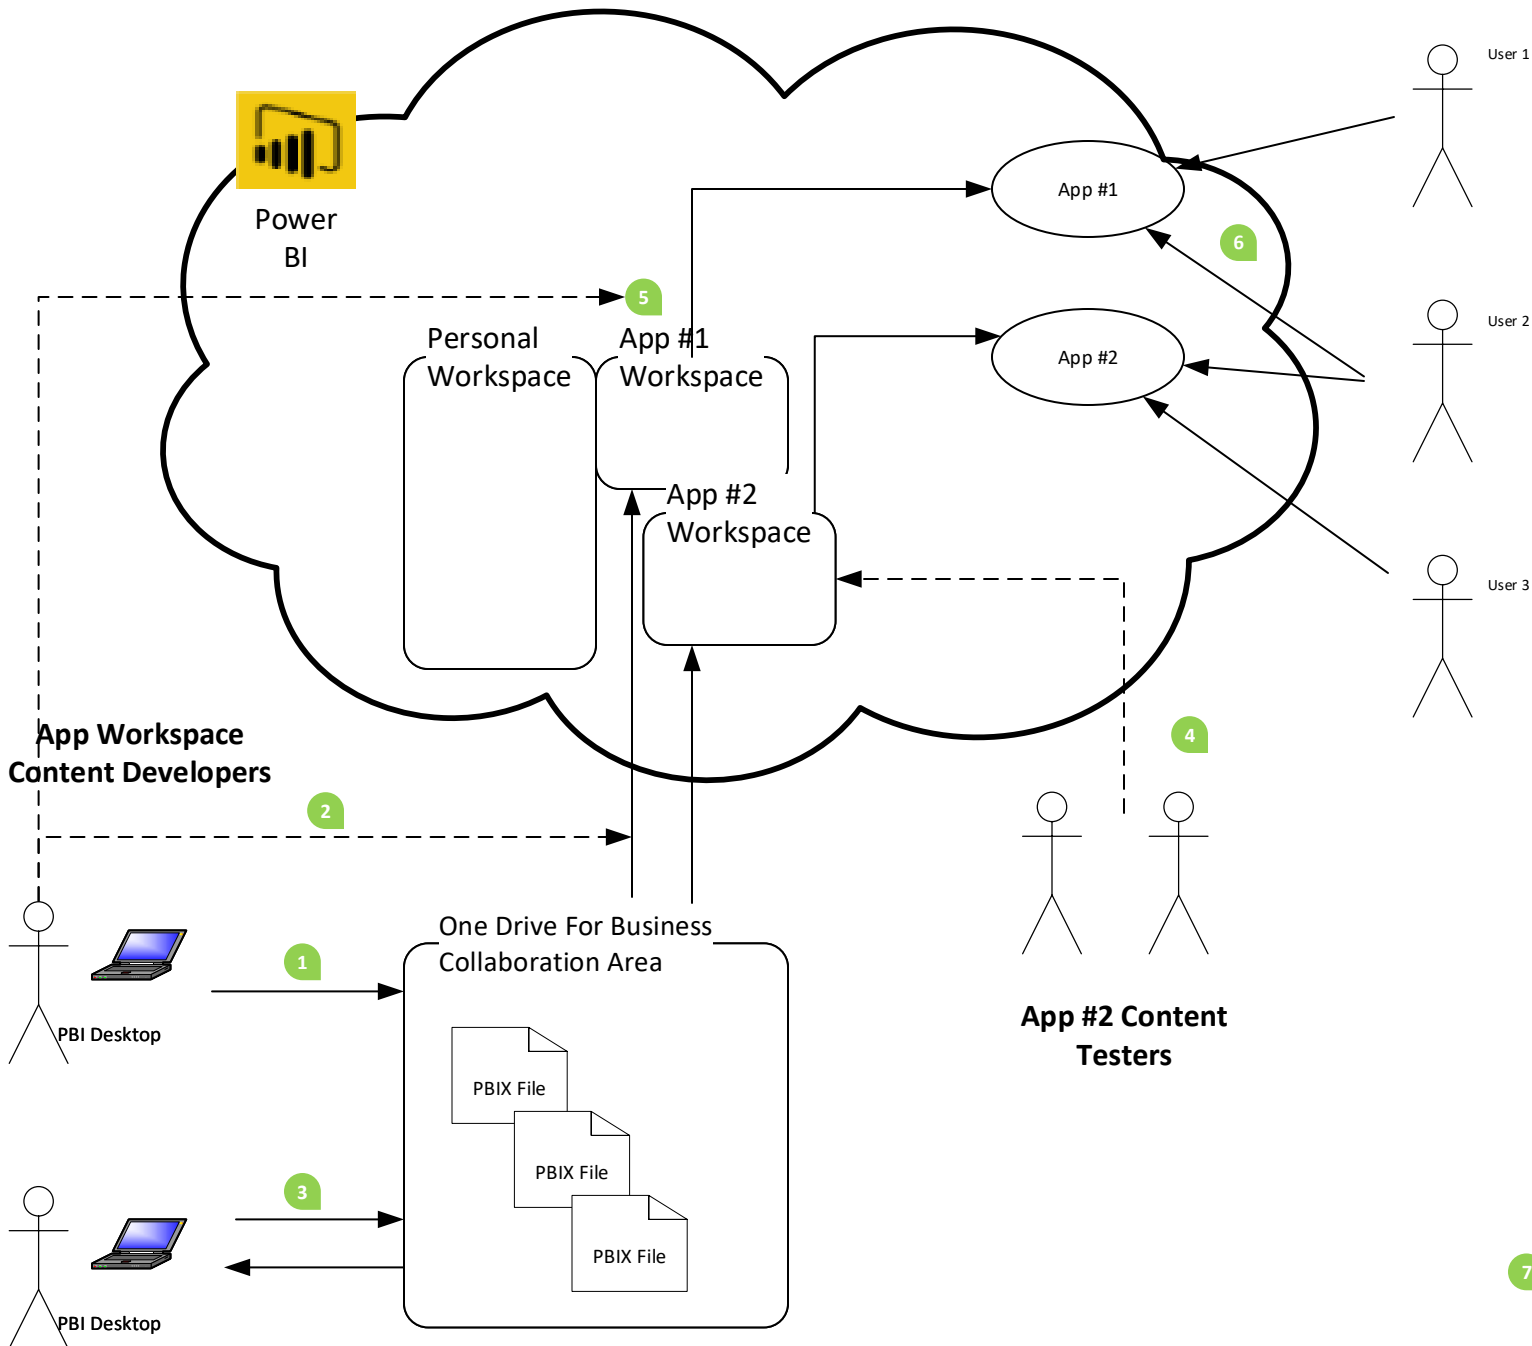 User 1
App #1
Power
BI
6
5
User 2
Personal
Workspace
App #1
Workspace
App #2
App #2
Workspace
User 3
App Workspace
Content Developers
4
2
One Drive For Business
Collaboration Area
1
PBI Desktop
App #2 Content
Testers
PBIX File
PBIX File
3
PBIX File
7
PBI Desktop